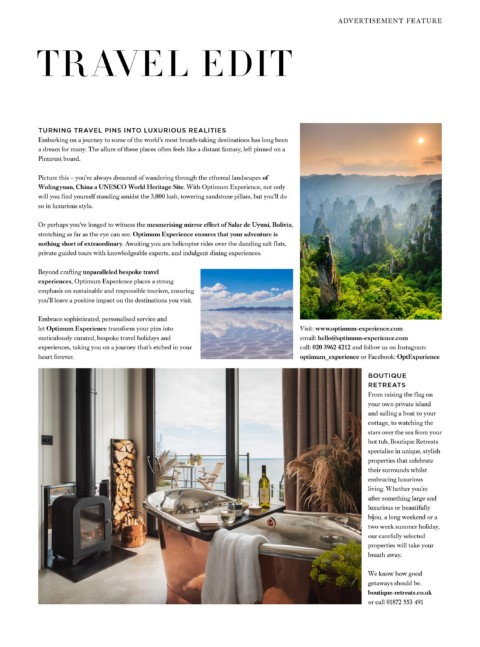 ADVERTISEMENT FEATURE
TRAVEL EDIT
TURNING TRAVEL PINS INTO LUXURIOUS REALITIES
Embarking on a journey to some of the world's most breath-taking destinations has long been
a dream for many. The allure of these places often feels like a distant fantasy, left pinned on a
Pinterest board.
Picture this – you've always dreamed of wandering through the ethereal landscapes of
Wulingyuan, China a UNESCO World Heritage Site. With Optimum Experience, not only
will you find yourself standing amidst the 3,000 lush, towering sandstone pillars, but you'll do
so in luxurious style.
Or perhaps you've longed to witness the mesmerising mirror effect of Salar de Uyuni, Bolivia,
stretching as far as the eye can see. Optimum Experience ensures that your adventure is
nothing short of extraordinary. Awaiting you are helicopter rides over the dazzling salt flats,
private guided tours with knowledgeable experts, and indulgent dining experiences.
Beyond crafting unparalleled bespoke travel
experiences, Optimum Experience places a strong
emphasis on sustainable and responsible tourism, ensuring
you'll leave a positive impact on the destinations you visit.
Embrace sophisticated, personalised service and
let Optimum Experience transform your pins into
meticulously curated, bespoke travel holidays and
experiences, taking you on a journey that's etched in your
heart forever.
Visit: www.optimum-experience.com
email: hello@optimum-experience.com
call: 020 3962 4212 and follow us on Instagram:
optimum_experience or Facebook: OptExperience
BOUTIQUE
RETREATS
From raising the flag on
your own private island
and sailing a boat to your
cottage, to watching the
stars over the sea from your
hot tub, Boutique Retreats
specialise in unique, stylish
properties that celebrate
their surrounds whilst
embracing luxurious
living. Whether you're
after something large and
luxurious or beautifully
bijou, a long weekend or a
two week summer holiday,
our carefully selected
properties will take your
breath away.
We know how good
getaways should be.
boutique-retreats.co.uk
or call 01872 553 491